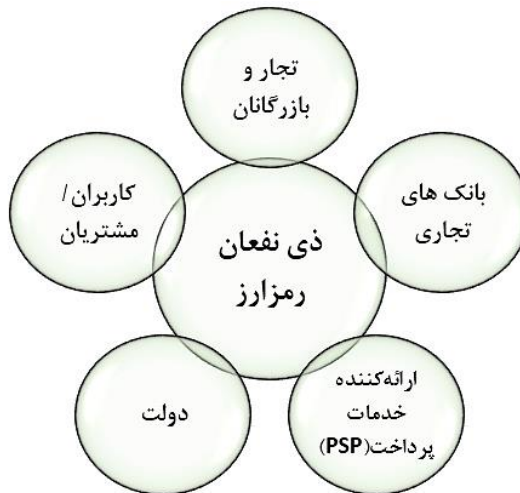 تجار و
بازرگانان
بانک های
تجاری
کاربران/
مشتریان
ذی نفعان
رمزارز
ارائه‌کننده
خدمات
پرداخت(PSP)
دولت